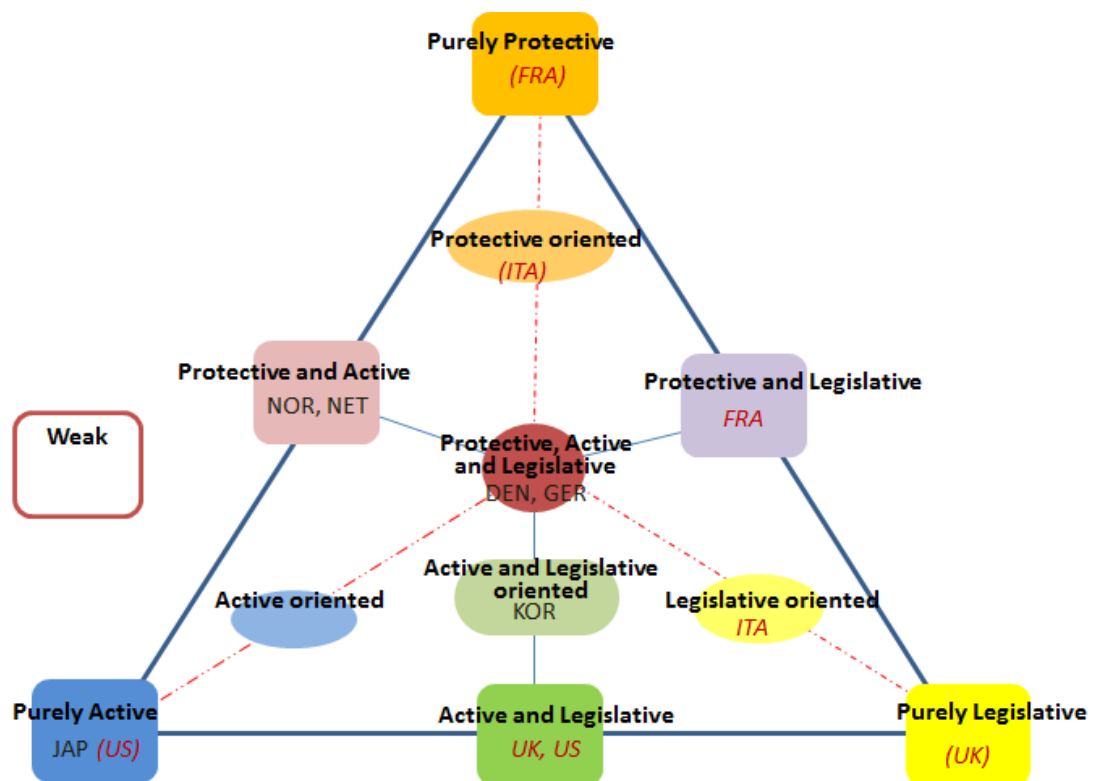 Purely Protective
(FRA)
Protective oriented
(ITA)
Protective and Active
NOR, NET
Protective and Legislative
FRA
Weak
Protective, Active
and Legislative
DEN, GER
Active and Legislative
oriented
KOR
Active oriented
Legislative oriented
ITA
Purely Active
JAP (US)
Active and Legislative
UK, US
Purely Legislative
(UK)